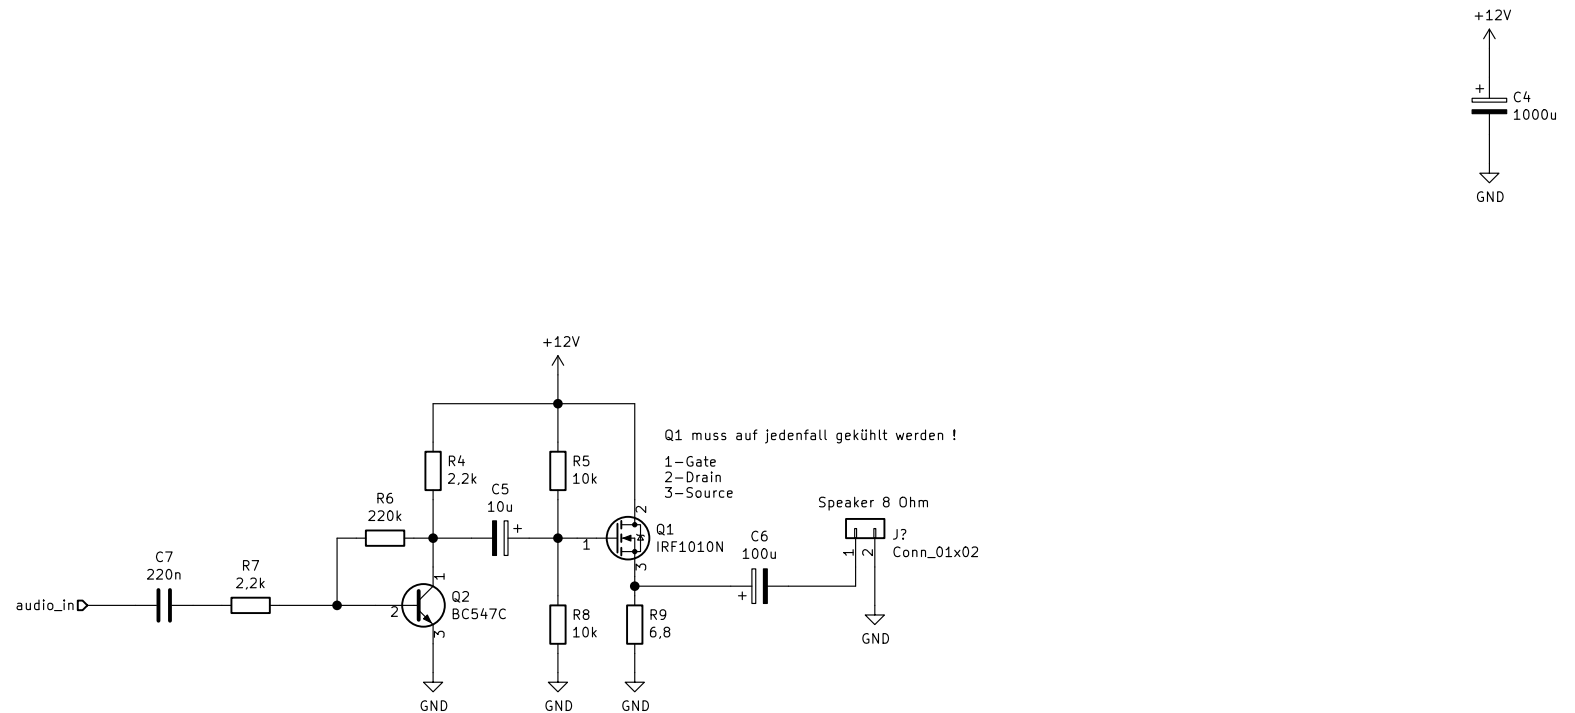 +12V
+
C4
1000u
GND
+12V
Q1 muss auf jedenfall gekühlt werden !
R4
2,2k
R5
10k
1-Gate
2-Drain
3-Source
C5
10u
+
R6
220k
Speaker 8 Ohm
2
Q1
IRF1010N
1
3
C6
100u
+
J?
Conn_01x02
1
2
GND
C7
220n
R7
2,2k
audio_in
1
Q2
BC547C
2
3
R8
10k
R9
6,8
GND
GND
GND